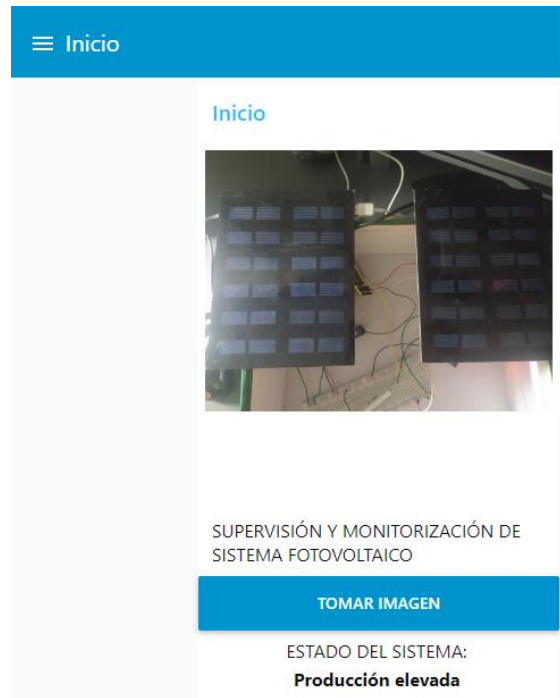 Inicio
Inicio
SUPERVISIÓN Y MONITORIZACIÓN DE
SISTEMA FOTOVOLTAICO
TOMAR IMAGEN
ESTADO DEL SISTEMA:
Producción elevada